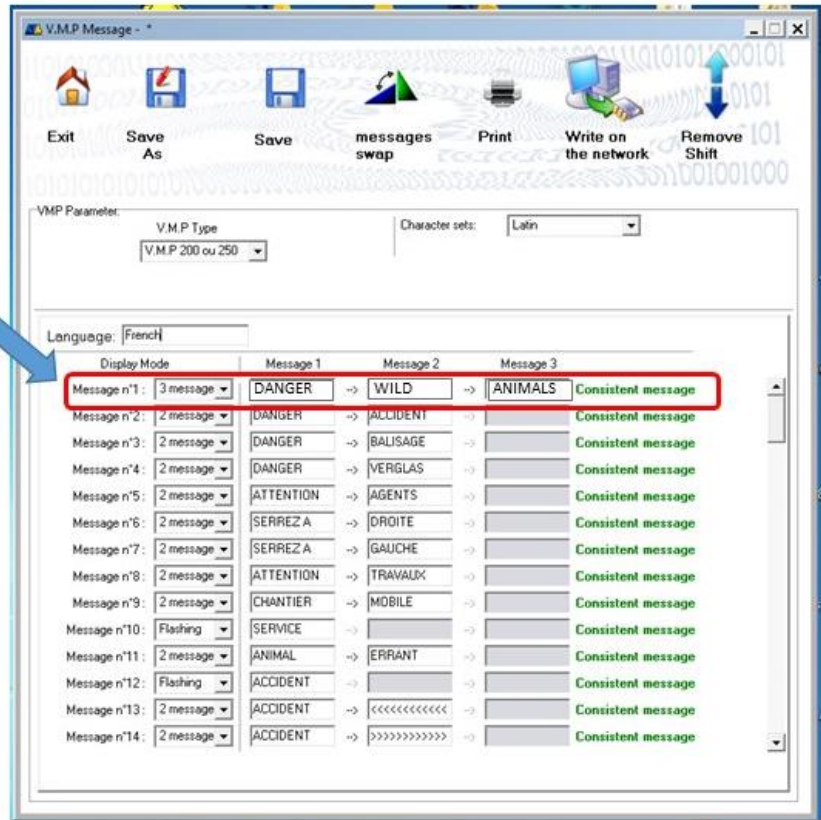 V.M.P Message - *
Exit Save As Save messages swap Print Write on the network Remove Shift
VMP Parameter.
V.M.P Type
Character sets: Latin
V.M.P 200 ou 250
Language: French
Display Mode Message 1 Message 2 Message 3
Message n°1 : 3 message DANGER --> WILD --> ANIMALS Consistent message
Message n°2 : 2 message DANGER --> ACCIDENT --> Consistent message
Message n°3 : 2 message DANGER --> BALISAGE --> Consistent message
Message n°4 : 2 message DANGER --> VERGLAS --> Consistent message
Message n°5 : 2 message ATTENTION --> AGENTS --> Consistent message
Message n°6 : 2 message SERREZ A --> DROITE --> Consistent message
Message n°7 : 2 message SERREZ A --> GAUCHE --> Consistent message
Message n°8 : 2 message ATTENTION --> TRAVAUX --> Consistent message
Message n°9 : 2 message CHANTIER --> MOBILE --> Consistent message
Message n°10 : Flashing SERVICE --> --> Consistent message
Message n°11 : 2 message ANIMAL --> ERRANT --> Consistent message
Message n°12 : Flashing ACCIDENT --> --> Consistent message
Message n°13 : 2 message ACCIDENT --> <<<<<<<<<<<< --> Consistent message
Message n°14 : 2 message ACCIDENT --> >>>>>>>>>>>> --> Consistent message